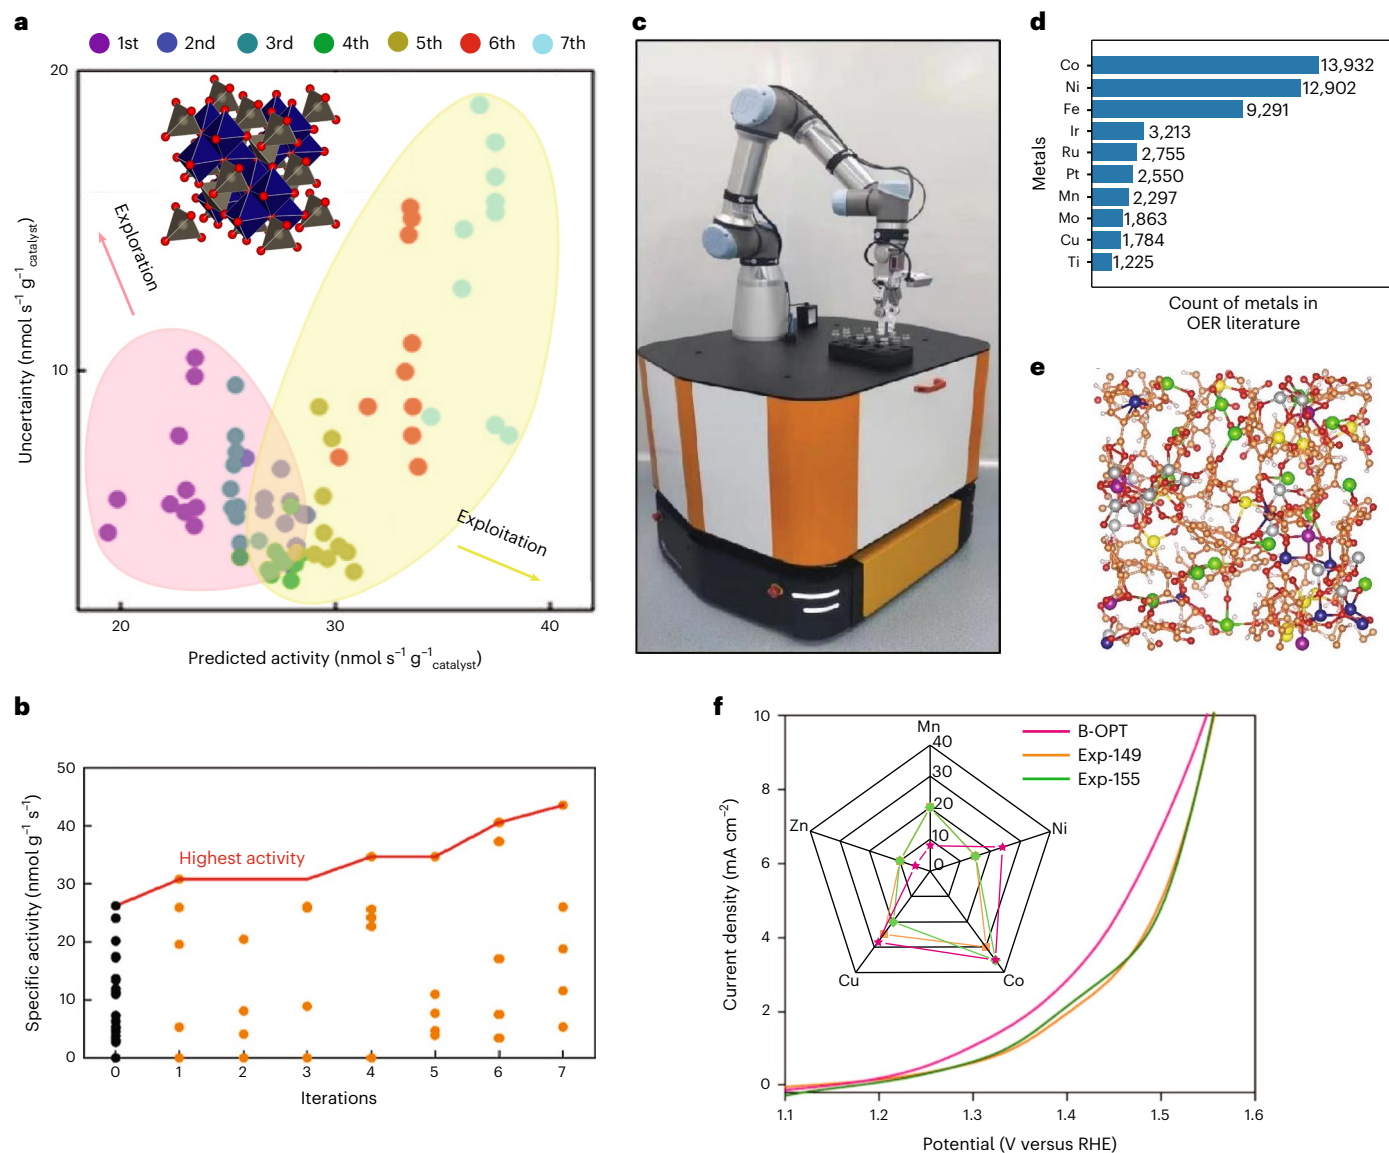 a
1st 2nd 3rd 4th 5th 6th 7th
20
10
Uncertainty (nmol s⁻¹ g⁻¹catalyst)
Exploration
Exploitation
20 30 40
Predicted activity (nmol s⁻¹ g⁻¹catalyst)
b
50
40
30
20
10
0
Specific activity (nmol g⁻¹ s⁻¹)
Highest activity
0 1 2 3 4 5 6 7
Iterations
c
d
Metals
Co 13,932
Ni 12,902
Fe 9,291
Ir 3,213
Ru 2,755
Pt 2,550
Mn 2,297
Mo 1,863
Cu 1,784
Ti 1,225
Count of metals in
OER literature
e
f
10
8
6
4
2
0
Current density (mA cm⁻²)
Mn
40
30
20
10
0
Zn
Ni
Cu
Co
B-OPT
Exp-149
Exp-155
1.1 1.2 1.3 1.4 1.5 1.6
Potential (V versus RHE)